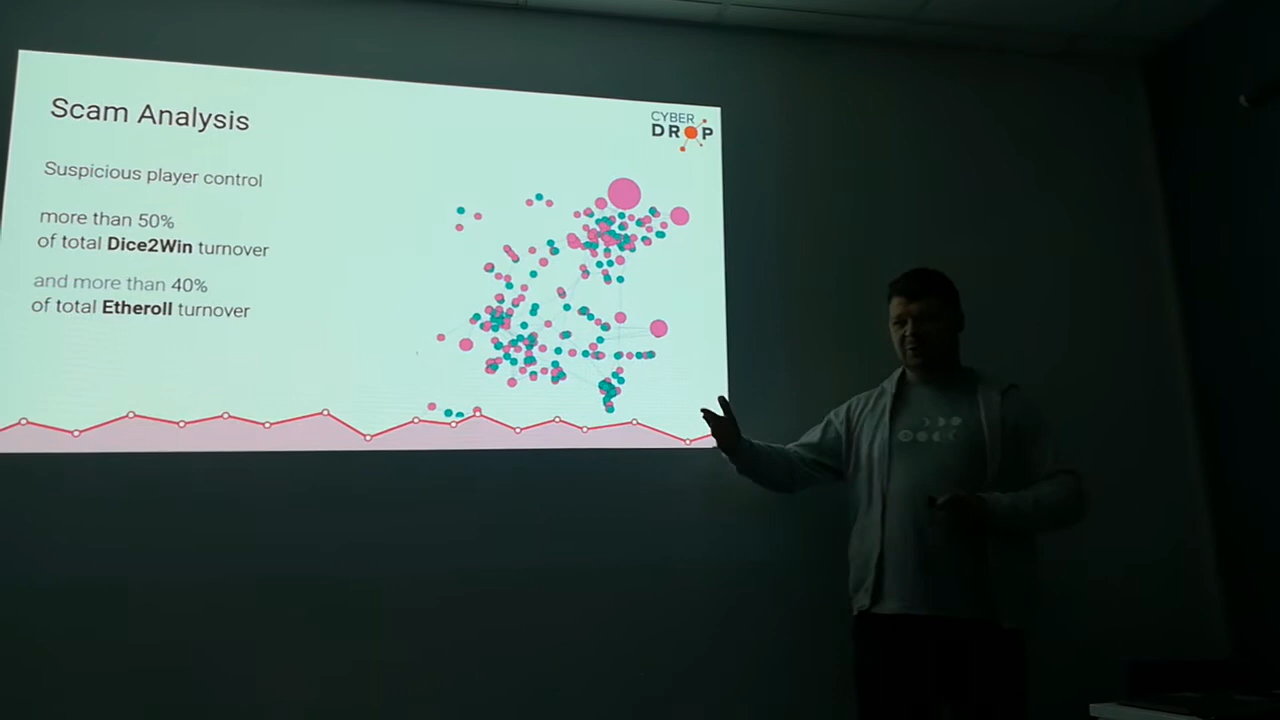 Scam Analysis
CYBER
DROP
Suspicious player control
more than 50%
of total Dice2Win turnover
and more than 40%
of total Etheroll turnover